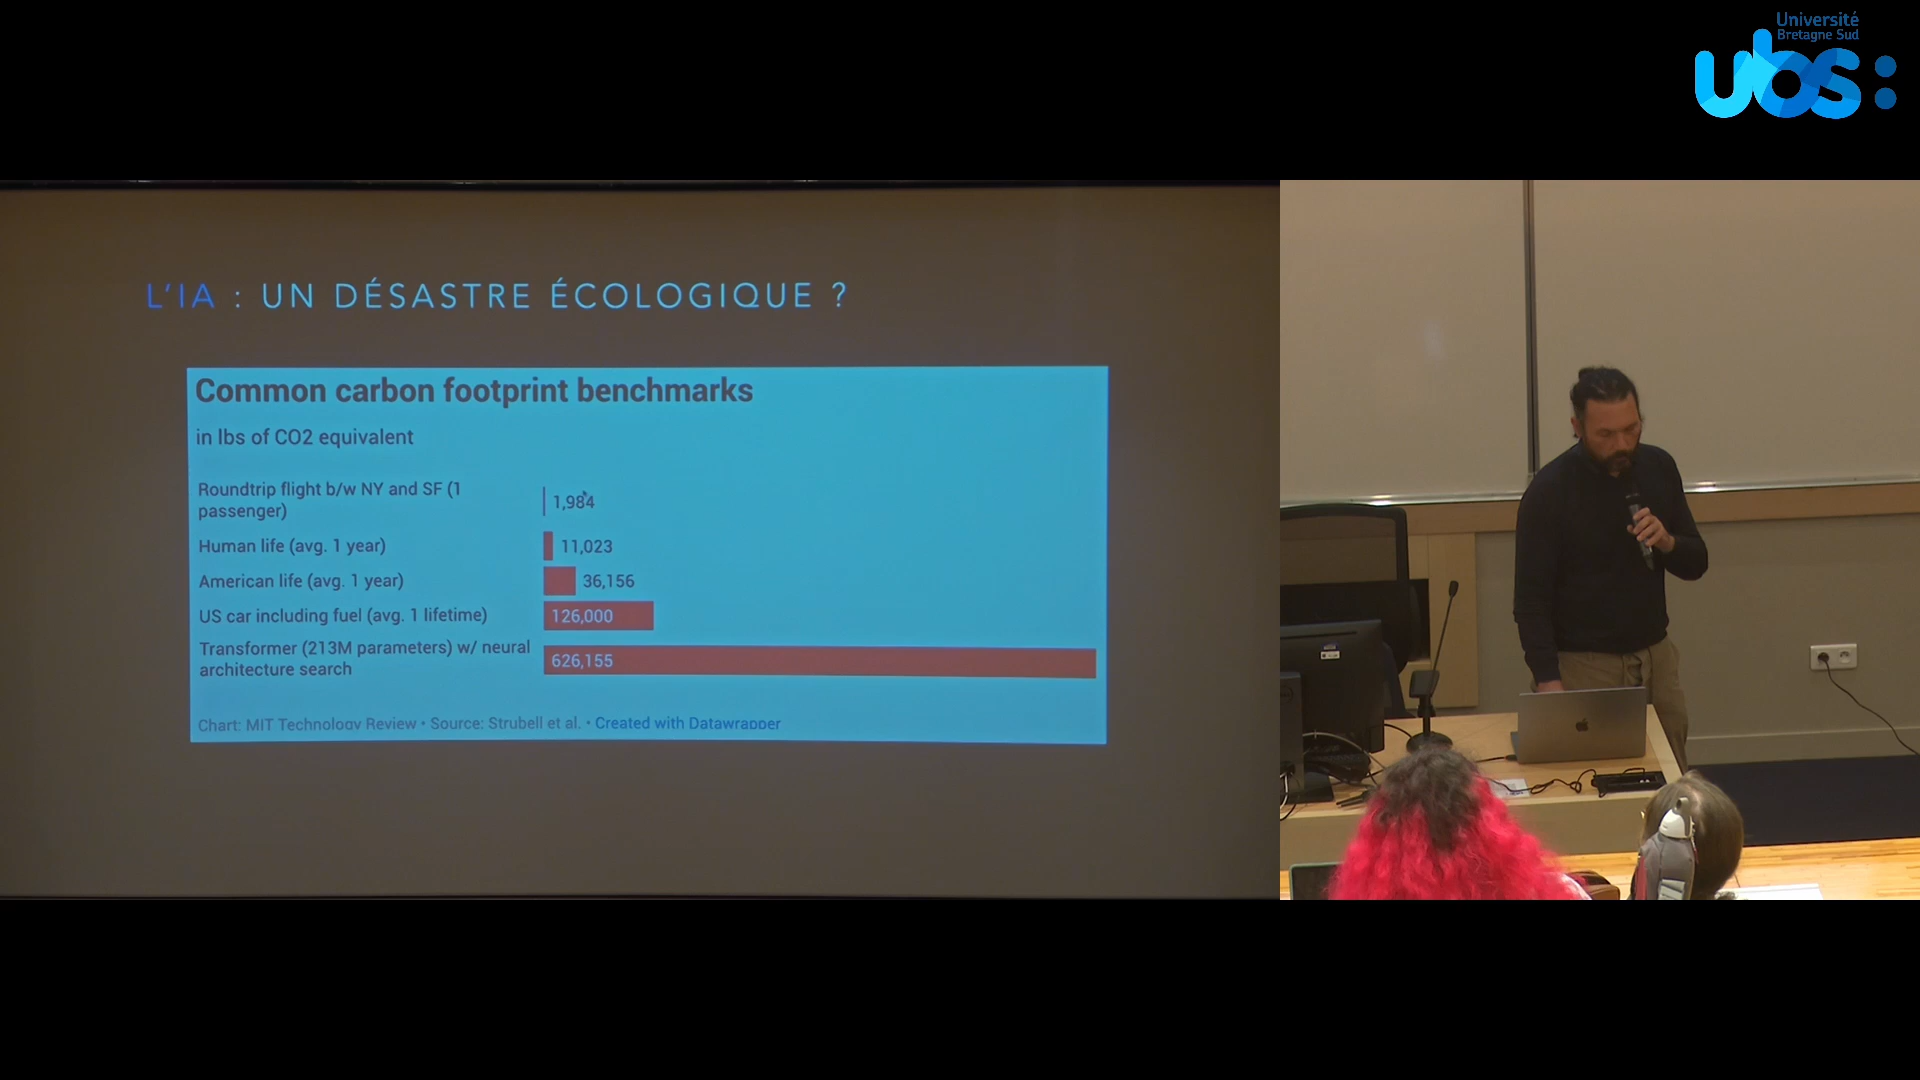 Université
Bretagne Sud
ubs:
L'IA : UN DÉSASTRE ÉCOLOGIQUE ?
Common carbon footprint benchmarks
in lbs of CO2 equivalent
Roundtrip flight b/w NY and SF (1
passenger)
1,984
Human life (avg. 1 year)
11,023
American life (avg. 1 year)
36,156
US car including fuel (avg. 1 lifetime)
126,000
Transformer (213M parameters) w/ neural
architecture search
626,155
Chart: MIT Technology Review • Source: Strubell et al. • Created with Datawrapper